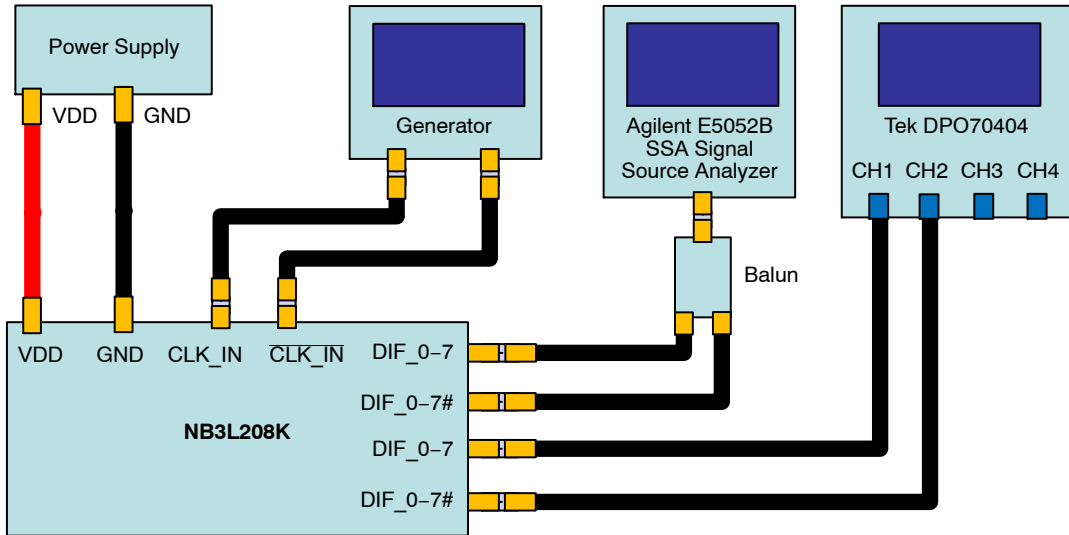 Power Supply
VDD
GND
Generator
Agilent E5052B
SSA Signal
Source Analyzer
Tek DPO70404
CH1
CH2
CH3
CH4
Balun
VDD
GND
CLK_IN
CLK_IN
DIF_0−7
DIF_0−7#
NB3L208K
DIF_0−7
DIF_0−7#